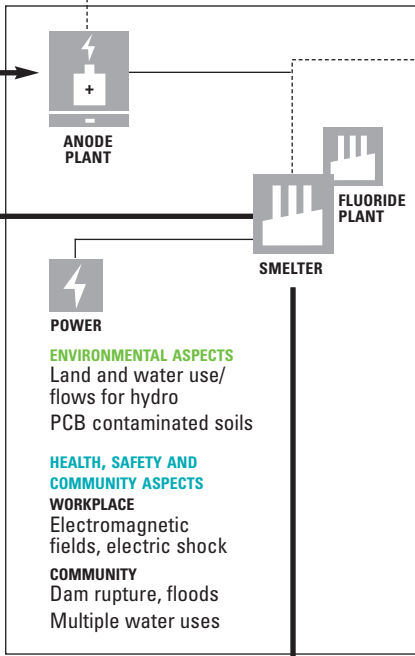 +
-
ANODE
PLANT
FLUORIDE
PLANT
SMELTER
POWER
ENVIRONMENTAL ASPECTS
Land and water use/
flows for hydro
PCB contaminated soils
HEALTH, SAFETY AND
COMMUNITY ASPECTS
WORKPLACE
Electromagnetic
fields, electric shock
COMMUNITY
Dam rupture, floods
Multiple water uses